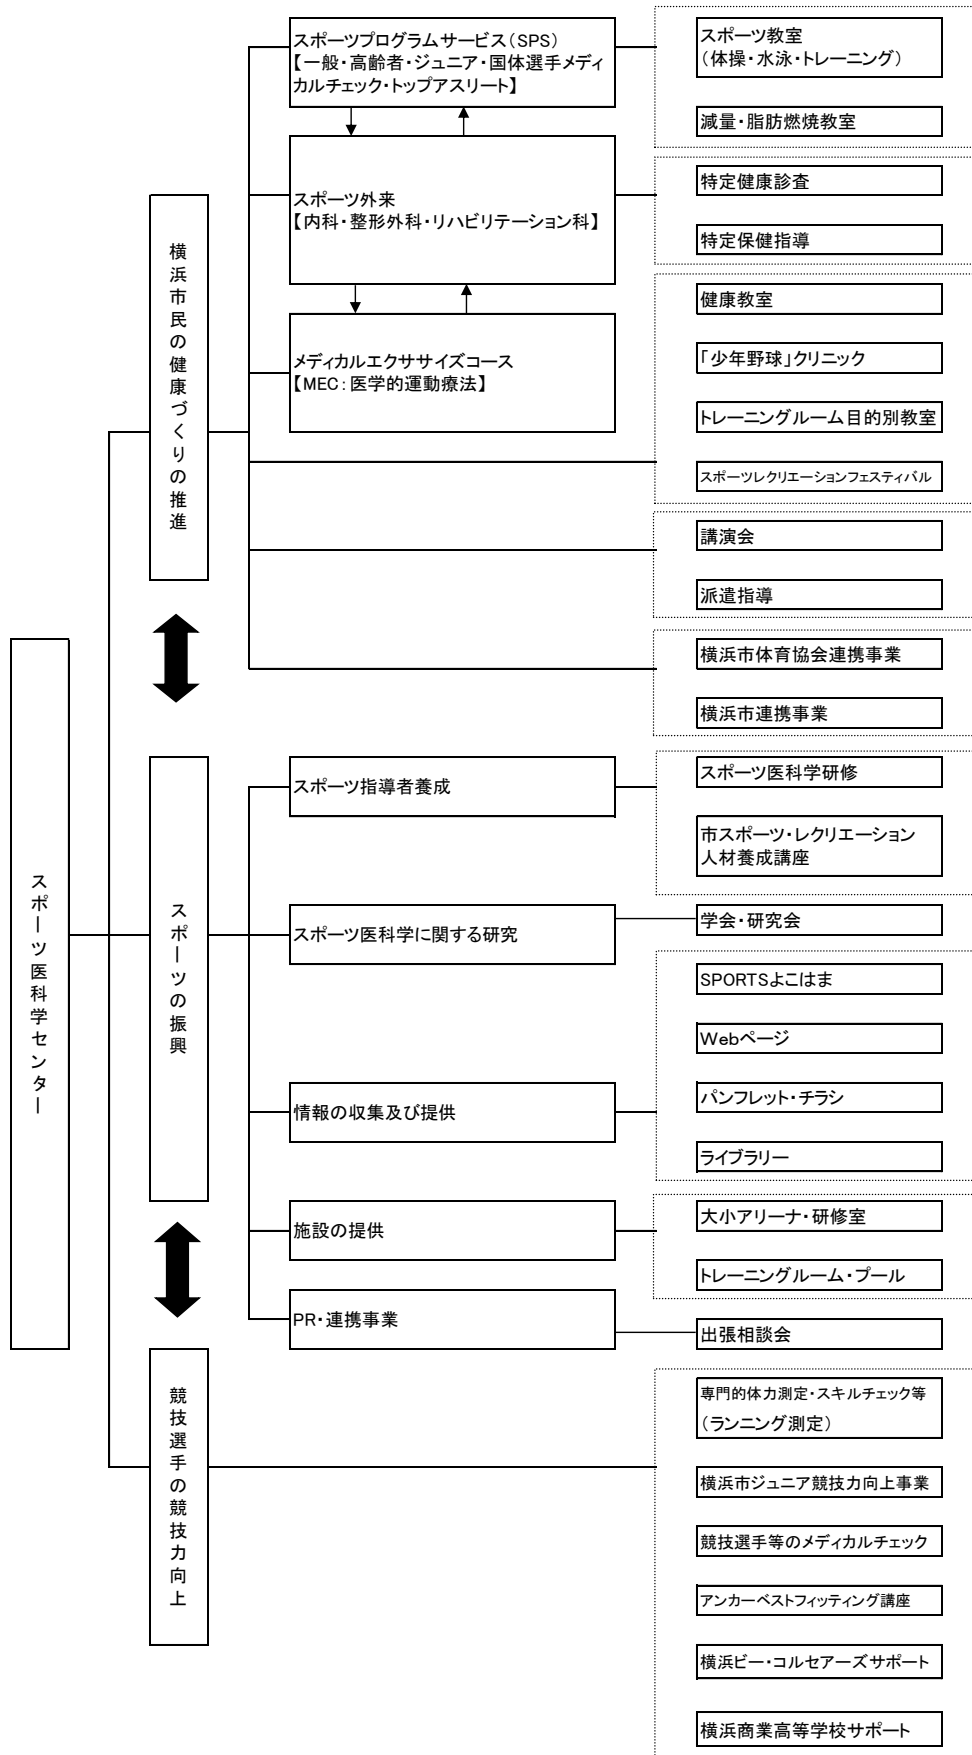 スポーツ医科学センター
横浜市民の健康づくりの推進
スポーツプログラムサービス（SPS）
【一般・高齢者・ジュニア・国体選手メディ
カルチェック・トップアスリート】
スポーツ教室
（体操・水泳・トレーニング）
減量・脂肪燃焼教室
スポーツ外来
【内科・整形外科・リハビリテーション科】
特定健康診査
特定保健指導
メディカルエクササイズコース
【MEC：医学的運動療法】
健康教室
「少年野球」クリニック
トレーニングルーム目的別教室
スポーツレクリエーションフェスティバル
講演会
派遣指導
横浜市体育協会連携事業
横浜市連携事業
スポーツの振興
スポーツ指導者養成
スポーツ医科学研修
市スポーツ・レクリエーション
人材養成講座
スポーツ医科学に関する研究
学会・研究会
情報の収集及び提供
SPORTSよこはま
Webページ
パンフレット・チラシ
ライブラリー
施設の提供
大小アリーナ・研修室
トレーニングルーム・プール
PR・連携事業
出張相談会
競技選手の競技力向上
専門的体力測定・スキルチェック等
（ランニング測定）
横浜市ジュニア競技力向上事業
競技選手等のメディカルチェック
アンカーベストフィッティング講座
横浜ビー・コルセアーズサポート
横浜商業高等学校サポート